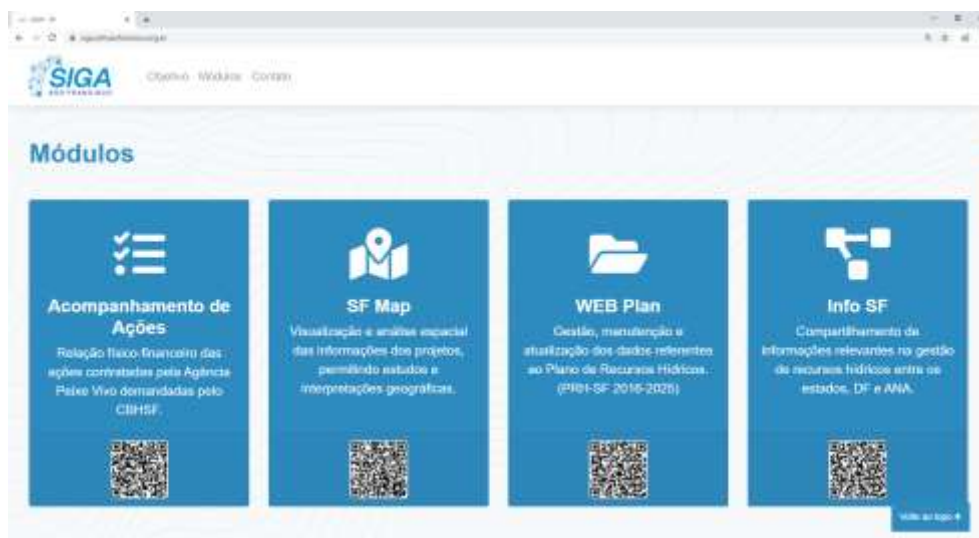 SIGA
SÃO FRANCISCO
Objetivo Módulos Contato
Módulos
Acompanhamento de
Ações
Relação físico-financeiro das
ações contratadas pela Agência
Peixe Vivo demandadas pelo
CBHSF.
SF Map
Visualização e análise espacial
das informações dos projetos,
permitindo estudos e
interpretações geográficas.
WEB Plan
Gestão, manutenção e
atualização dos dados referentes
ao Plano de Recursos Hídricos.
(PRH-SF 2016-2025)
Info SF
Compartilhamento de
informações relevantes na gestão
de recursos hídricos entre os
estados, DF e ANA.
Volte ao topo